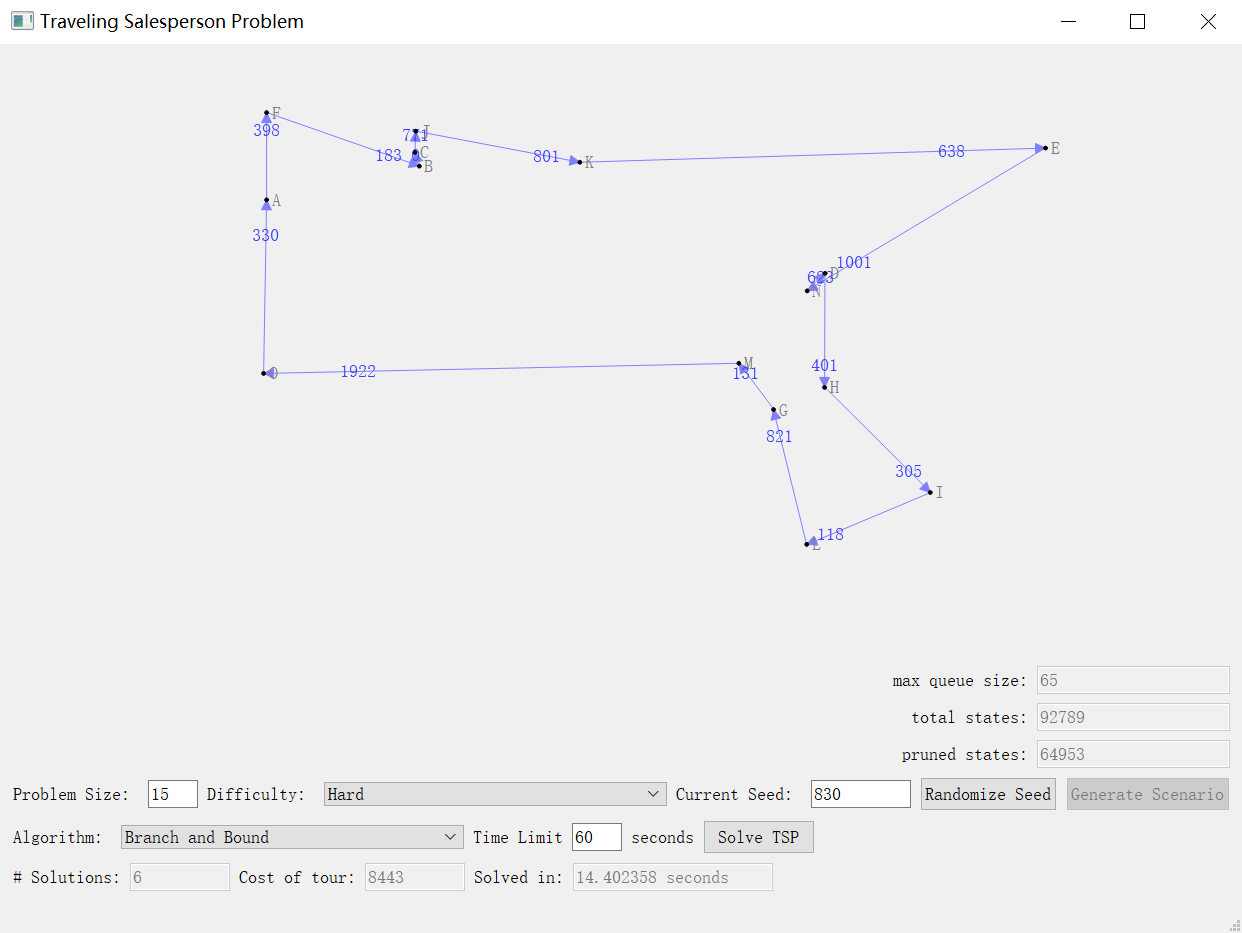 Traveling Salesperson Problem
F
398
J
C
183
B
801
K
638
E
A
330
1001
D
N
1922
M
131
401
H
G
821
305
I
118
L
max queue size: 65
total states: 92789
pruned states: 64953
Problem Size: 15 Difficulty: Hard Current Seed: 830 Randomize Seed Generate Scenario
Algorithm: Branch and Bound Time Limit 60 seconds Solve TSP
# Solutions: 6 Cost of tour: 8443 Solved in: 14.402358 seconds